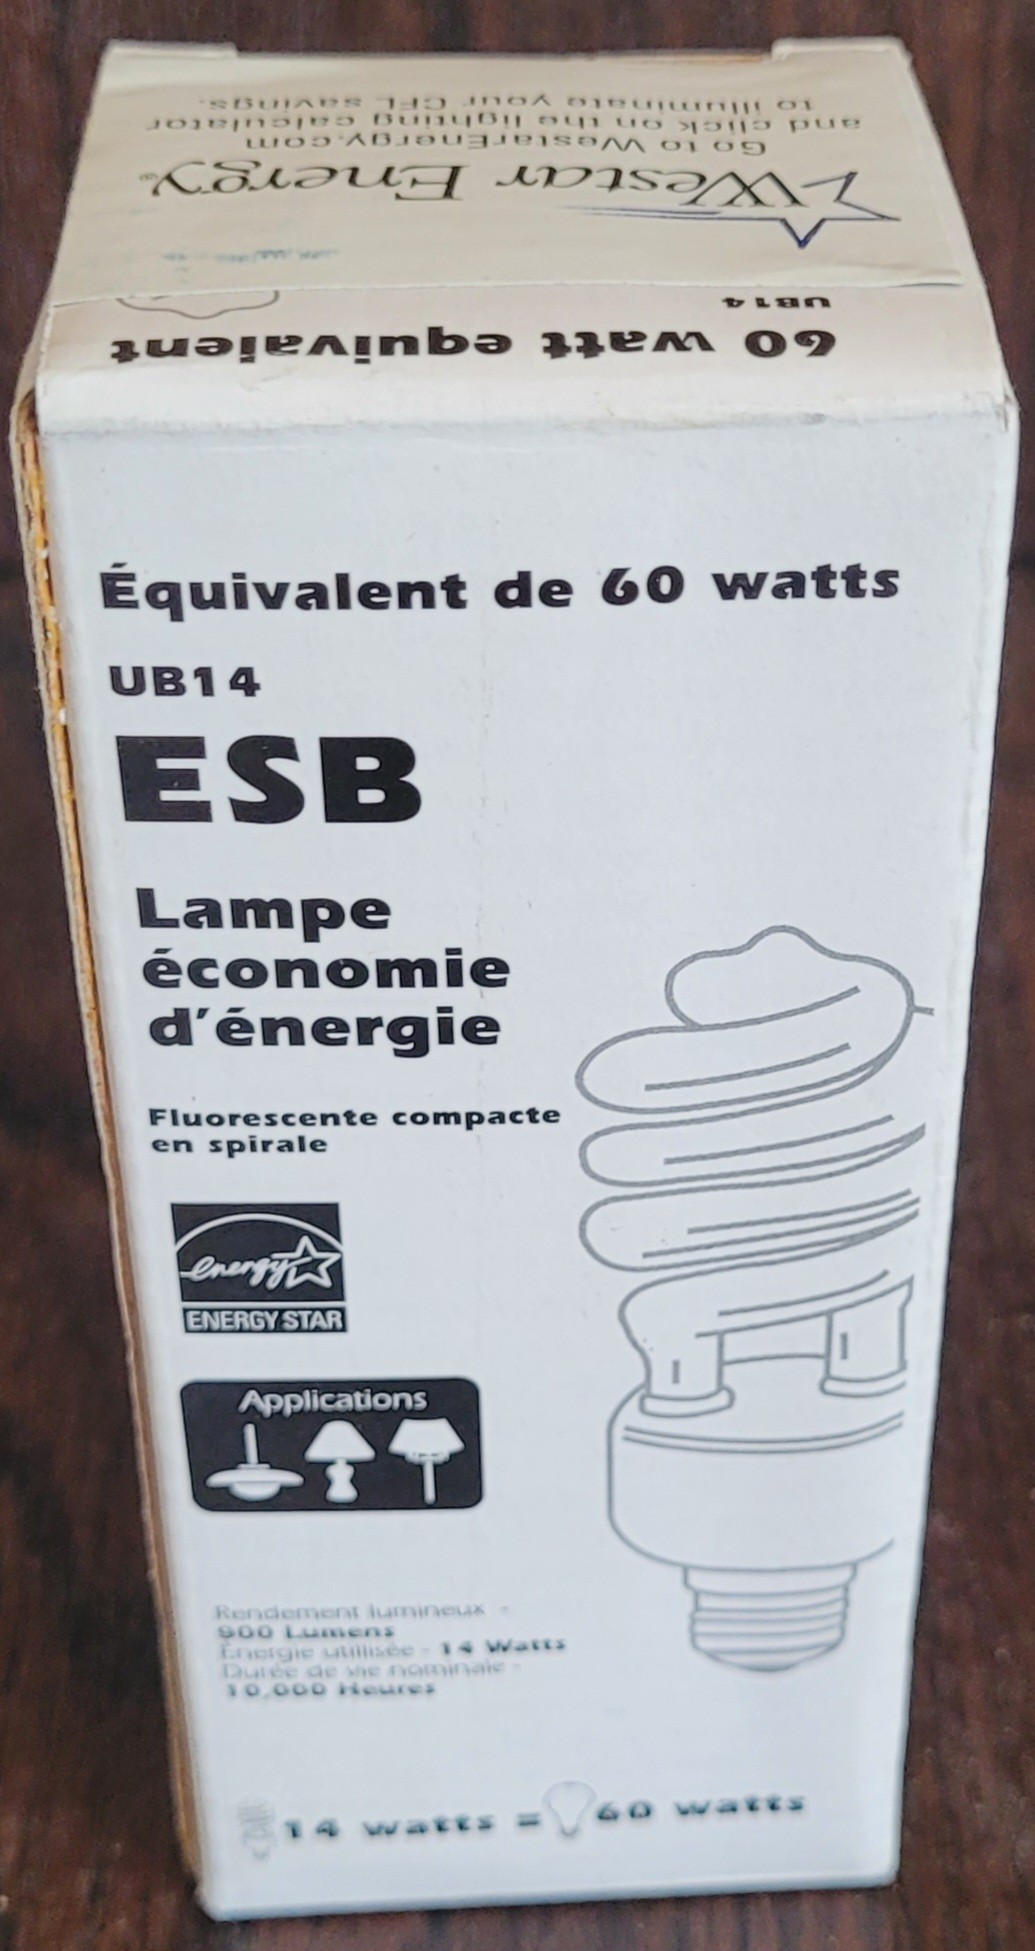 Westar Energy®
Go to WestarEnergy.com
and click on the lighting calculator
to illuminate your CFL savings.
60 watt equivalent
UB14
Équivalent de 60 watts
UB14
ESB
Lampe
économie
d'énergie
Fluorescente compacte
en spirale
energy
ENERGY STAR
Applications
Rendement lumineux -
900 Lumens
Énergie utilisée - 14 Watts
Durée de vie nominale -
10,000 Heures
14 watts = 60 watts